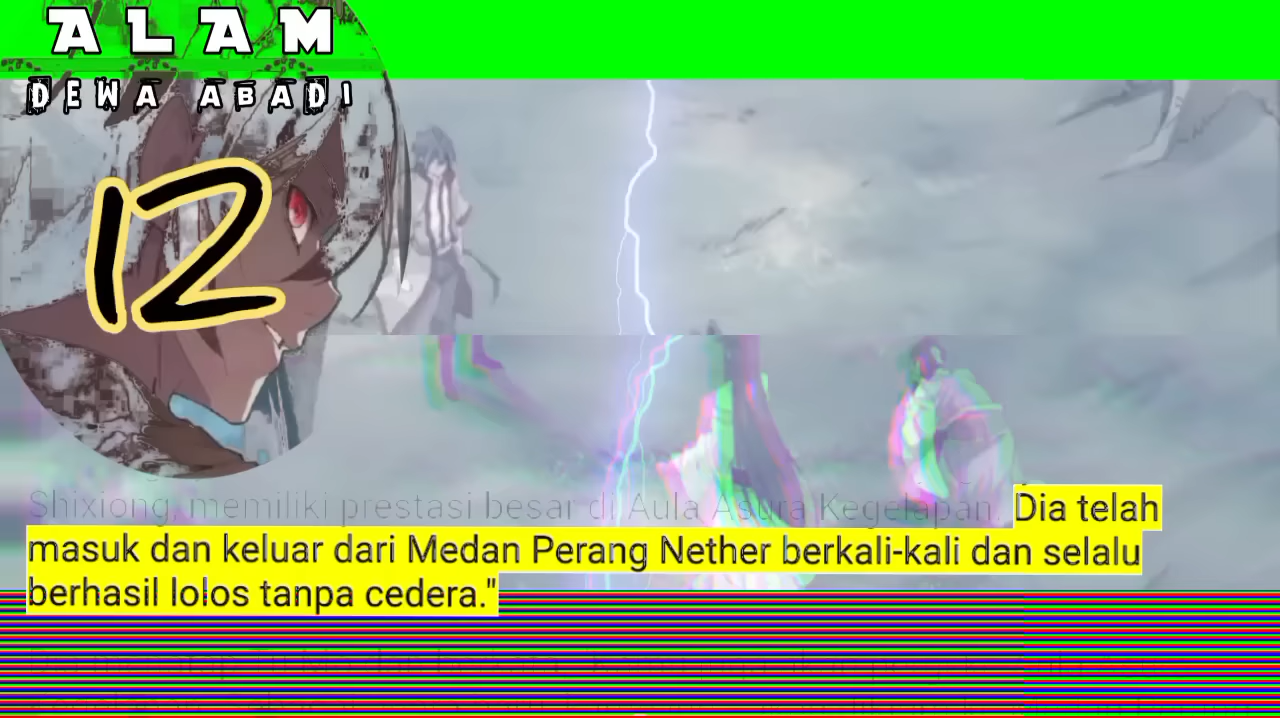 ALAM
DEWA ABADI
12
Shixiong, memiliki prestasi besar di Aula Asura Kegelapan. Dia telah
masuk dan keluar dari Medan Perang Nether berkali-kali dan selalu
berhasil lolos tanpa cedera."